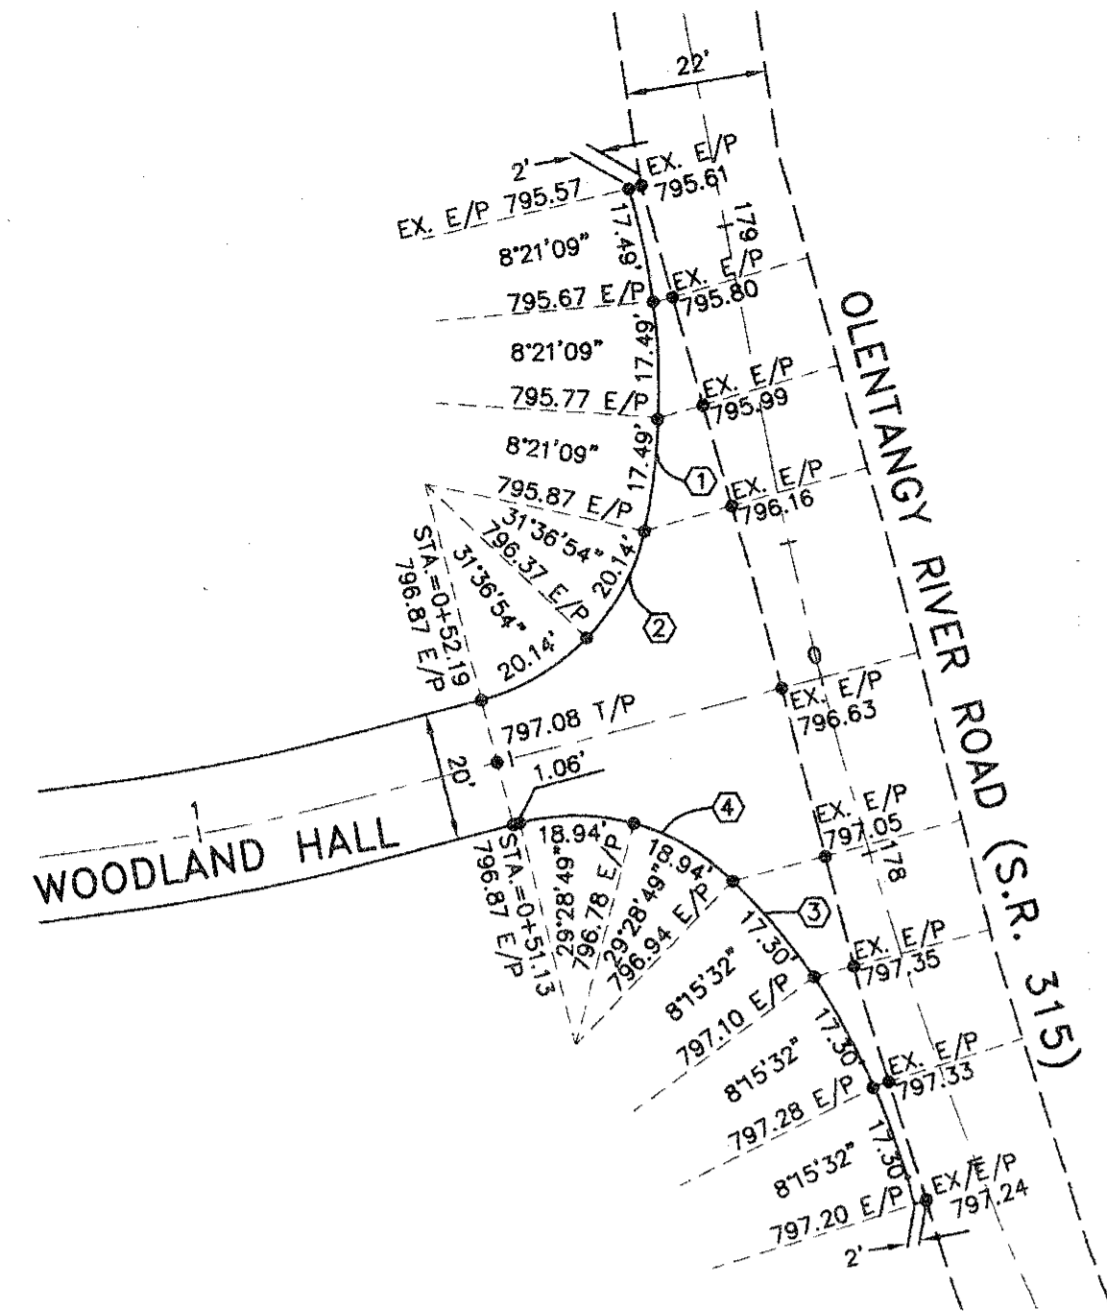 22'
2'
EX. E/P
795.61
EX. E/P 795.57
17.49'
179
8°21'09"
EX. E/P
795.80
795.67 E/P
17.49'
8°21'09"
EX. E/P
795.99
795.77 E/P
17.49'
8°21'09"
1
EX. E/P
796.16
795.87 E/P
31°36'54"
20.14'
796.37 E/P
31°36'54"
20.14'
2
STA.=0+52.19
796.87 E/P
OLENTANGY RIVER ROAD (S.R. 315)
0
EX. E/P
796.63
797.08 T/P
20'
1.06'
1
WOODLAND HALL
4
EX. E/P
797.05
178
18.94'
18.94'
STA.=0+51.13
796.87 E/P
29°28'49"
796.78 E/P
29°28'49"
796.94 E/P
3
17.30'
EX. E/P
797.35
8°15'32"
797.10 E/P
17.30'
EX. E/P
797.33
8°15'32"
797.28 E/P
17.30'
8°15'32"
EX/E/P
797.24
797.20 E/P
2'